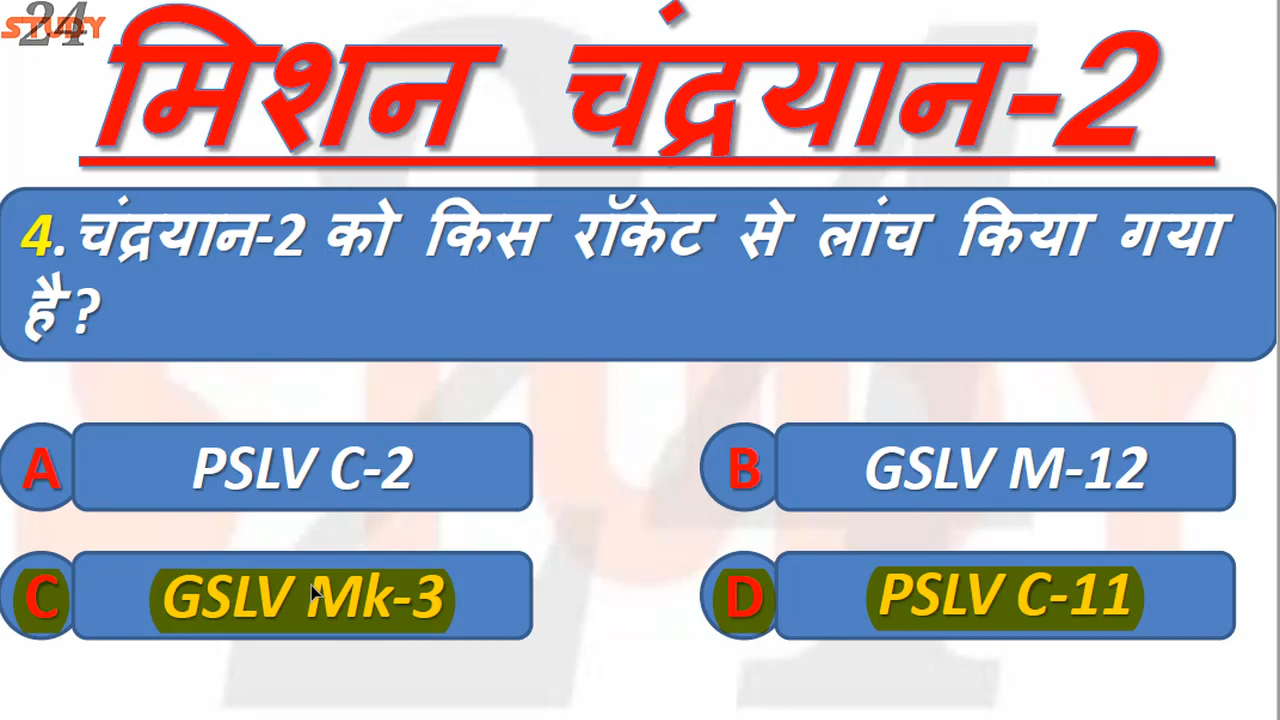 24
STUDY
मिशन चंद्रयान-2
4.चंद्रयान-2 को किस रॉकेट से लांच किया गया
है?
A PSLV C-2
B GSLV M-12
C GSLV Mk-3
D PSLV C-11